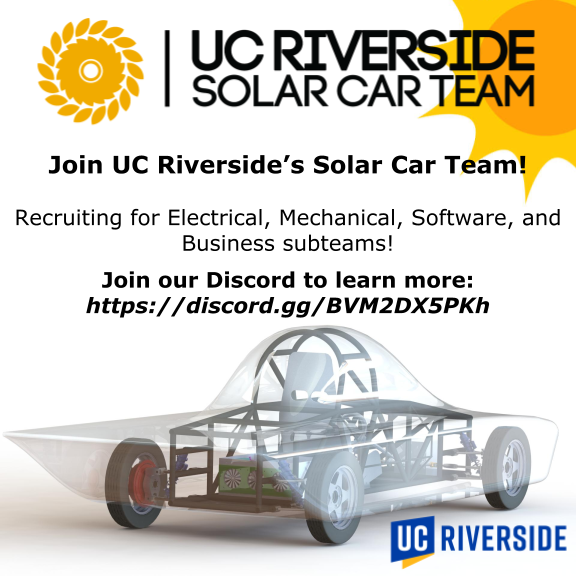 UC RIVERSIDE
SOLAR CAR TEAM
Join UC Riverside’s Solar Car Team!
Recruiting for Electrical, Mechanical, Software, and
Business subteams!
Join our Discord to learn more:
https://discord.gg/BVM2DX5PKh
UC RIVERSIDE